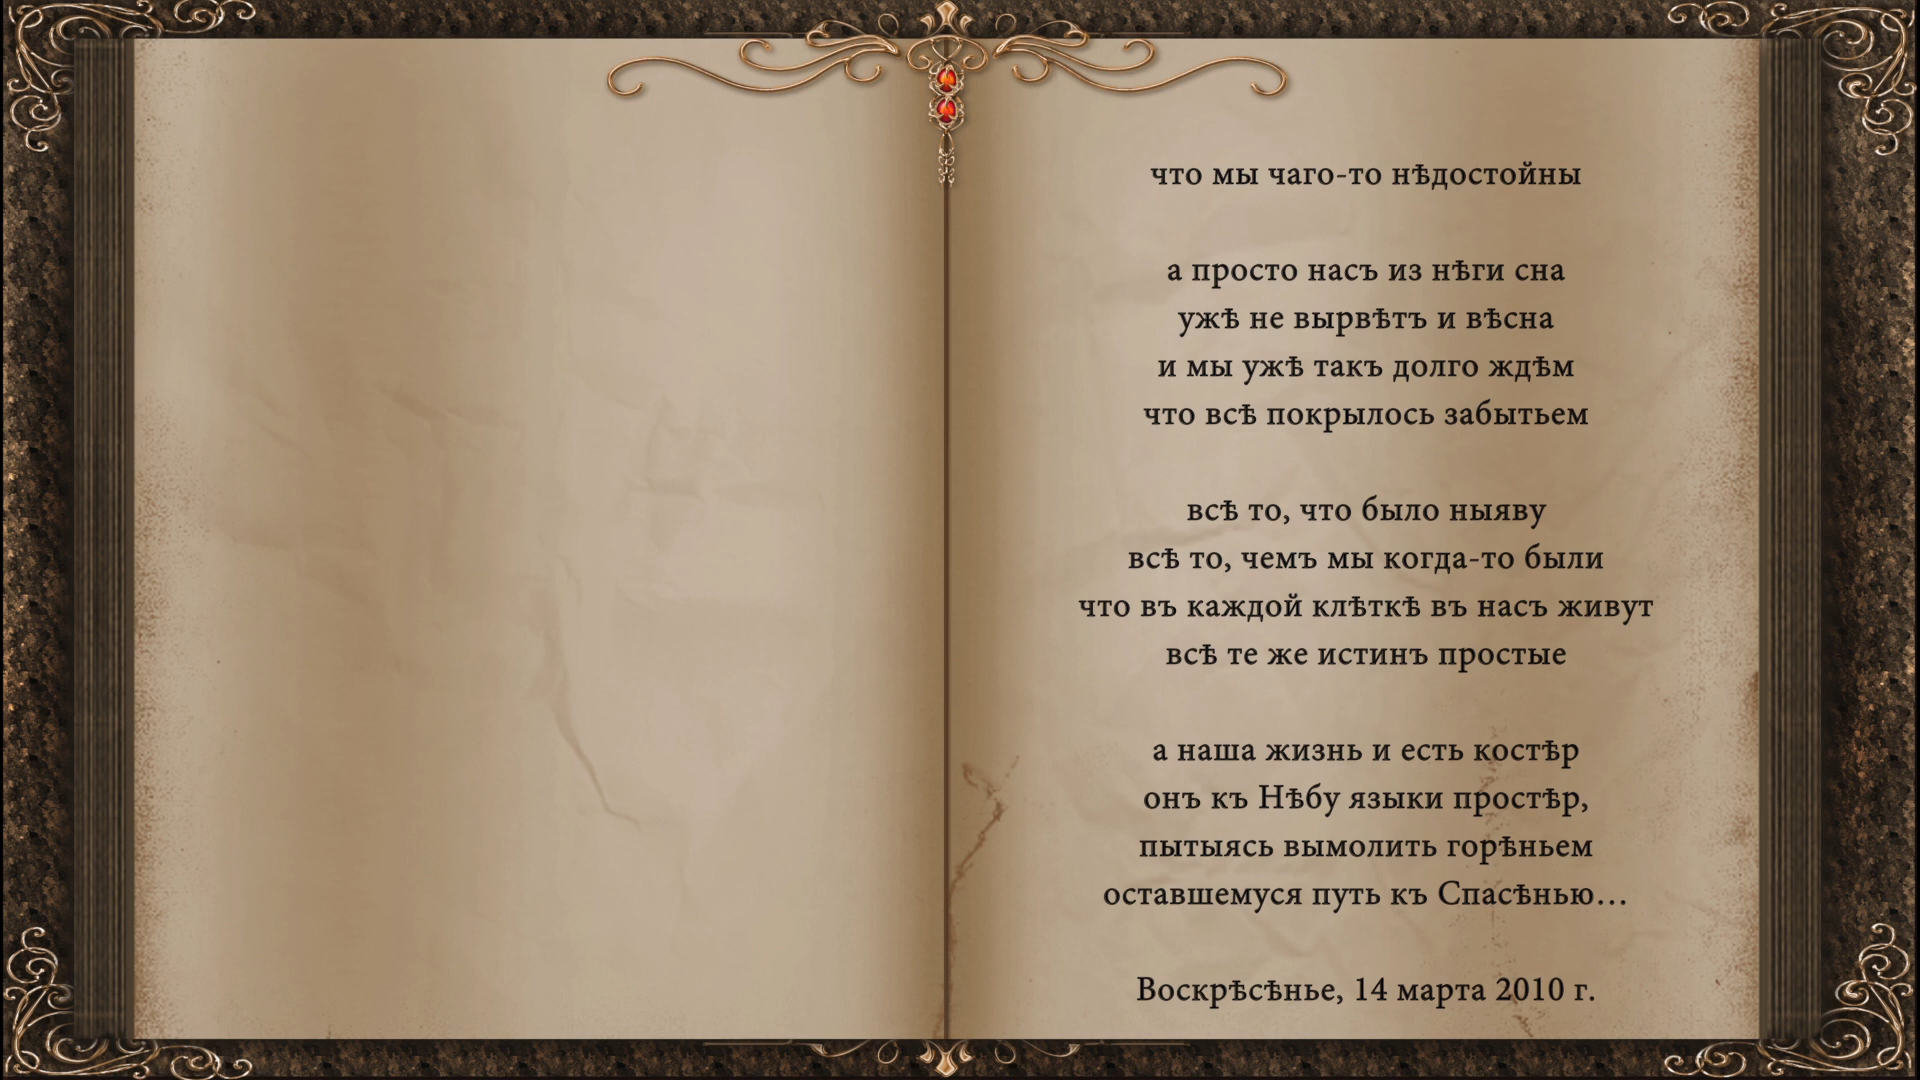 что мы чаго-то нѣдостойны
а просто насъ из нѣги сна
ужѣ не вырвѣтъ и вѣсна
и мы ужѣ такъ долго ждѣм
что всѣ покрылось забытьем
всѣ то, что было ныяву
всѣ то, чемъ мы когда-то были
что въ каждой клѣткѣ въ насъ живут
всѣ те же истинъ простые
а наша жизнь и есть костѣр
онъ къ Нѣбу языки простѣр,
пытыясь вымолить горѣньем
оставшемуся путь къ Спасѣнью…
Воскрѣсѣнье, 14 марта 2010 г.